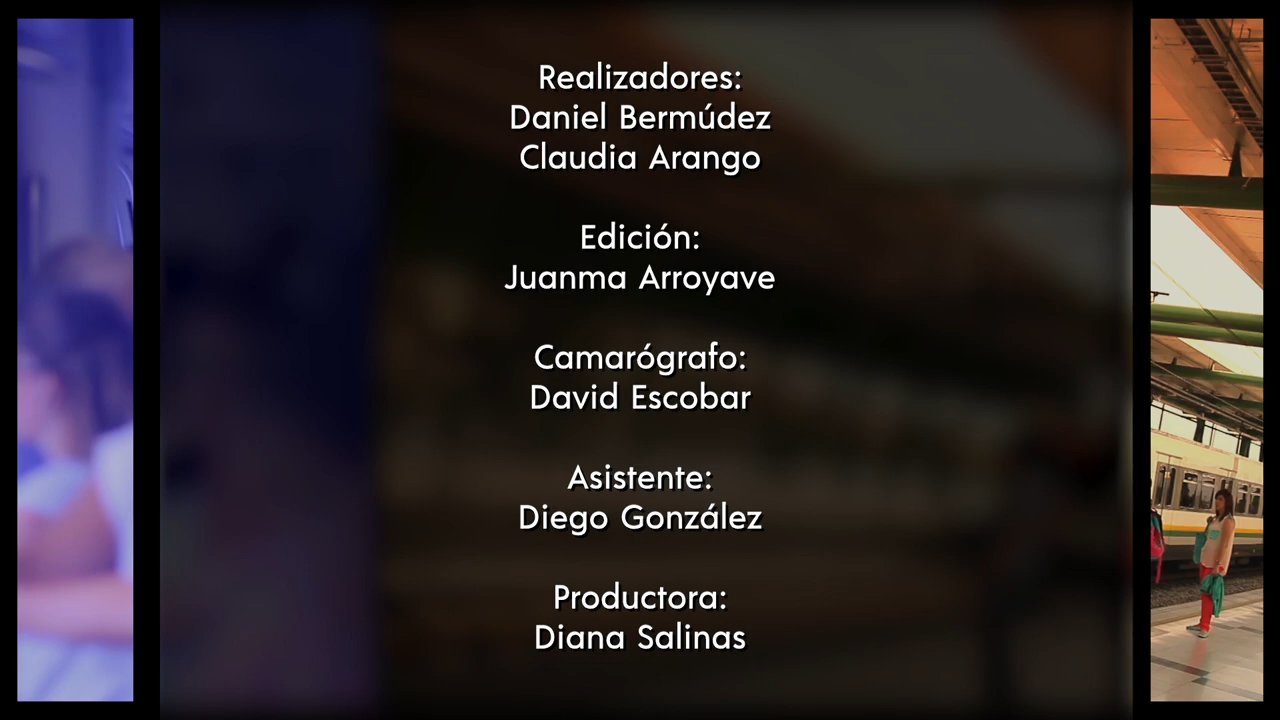 Realizadores:
Daniel Bermúdez
Claudia Arango
Edición:
Juanma Arroyave
Camarógrafo:
David Escobar
Asistente:
Diego González
Productora:
Diana Salinas